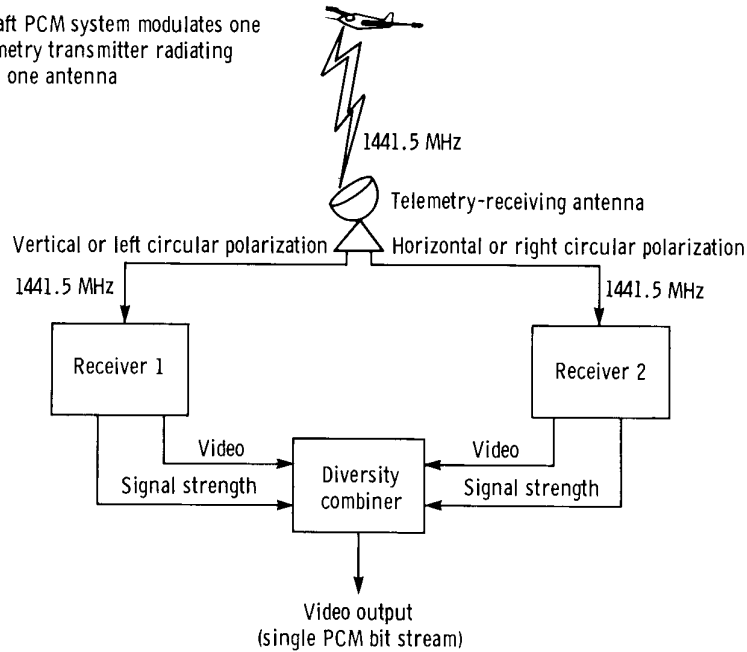 aft PCM system modulates one
metry transmitter radiating
one antenna
1441.5 MHz
Telemetry-receiving antenna
Vertical or left circular polarization
Horizontal or right circular polarization
1441.5 MHz
1441.5 MHz
Receiver 1
Receiver 2
Video
Video
Signal strength
Diversity
combiner
Signal strength
Video output
(single PCM bit stream)